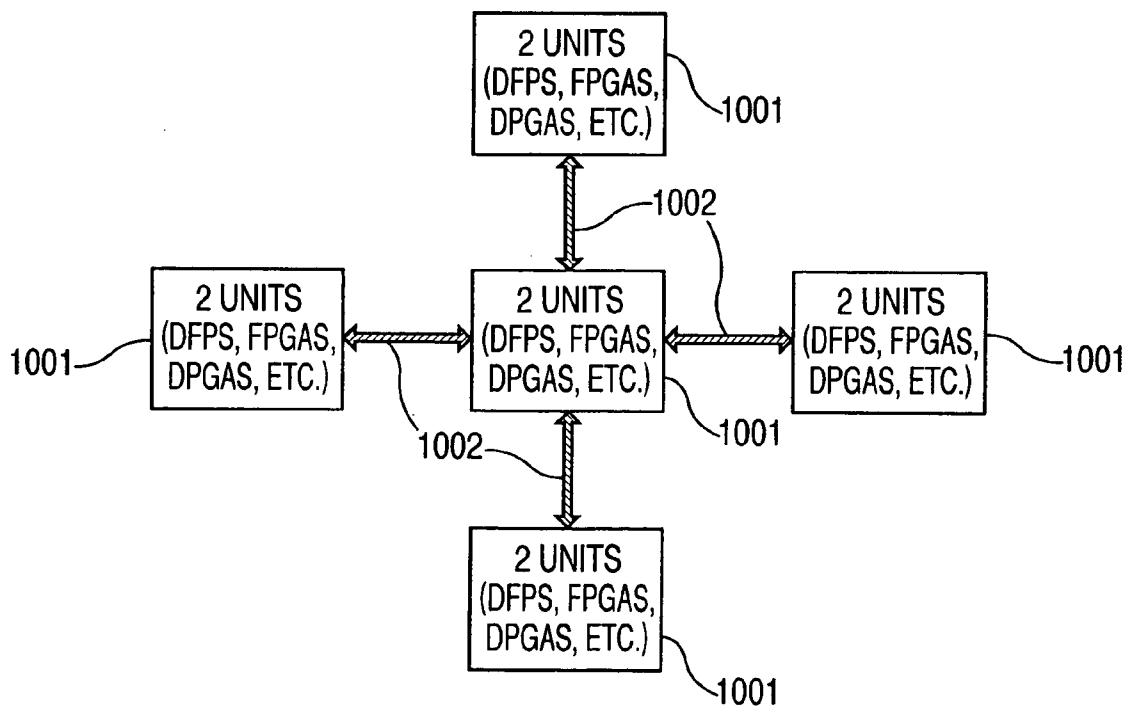 2 UNITS
(DFPS, FPGAS,
DPGAS, ETC.)
1001
1002
2 UNITS
(DFPS, FPGAS,
DPGAS, ETC.)
1001
2 UNITS
(DFPS, FPGAS,
DPGAS, ETC.)
1001
2 UNITS
(DFPS, FPGAS,
DPGAS, ETC.)
1001
1002
2 UNITS
(DFPS, FPGAS,
DPGAS, ETC.)
1001